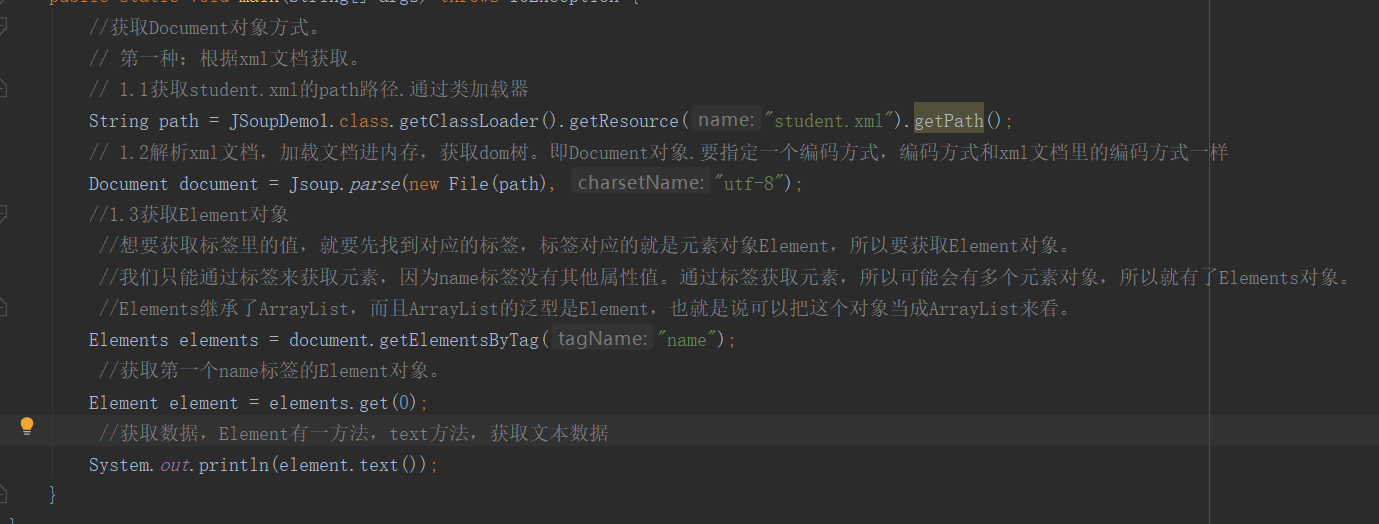 public static void main(String[] args) throws IOException {
//获取Document对象方式。
// 第一种：根据xml文档获取。
// 1.1获取student.xml的path路径.通过类加载器
String path = JSoupDemo1.class.getClassLoader().getResource( name: "student.xml").getPath();
// 1.2解析xml文档，加载文档进内存，获取dom树。即Document对象.要指定一个编码方式，编码方式和xml文档里的编码方式一样
Document document = Jsoup.parse(new File(path), charsetName: "utf-8");
//1.3获取Element对象
//想要获取标签里的值，就要先找到对应的标签，标签对应的就是元素对象Element，所以要获取Element对象。
//我们只能通过标签来获取元素，因为name标签没有其他属性值。通过标签获取元素，所以可能会有多个元素对象，所以就有了Elements对象。
//Elements继承了ArrayList，而且ArrayList的泛型是Element，也就是说可以把这个对象当成ArrayList来看。
Elements elements = document.getElementsByTag( tagName: "name");
//获取第一个name标签的Element对象。
Element element = elements.get(0);
//获取数据，Element有一方法，text方法，获取文本数据
System.out.println(element.text());
}
}